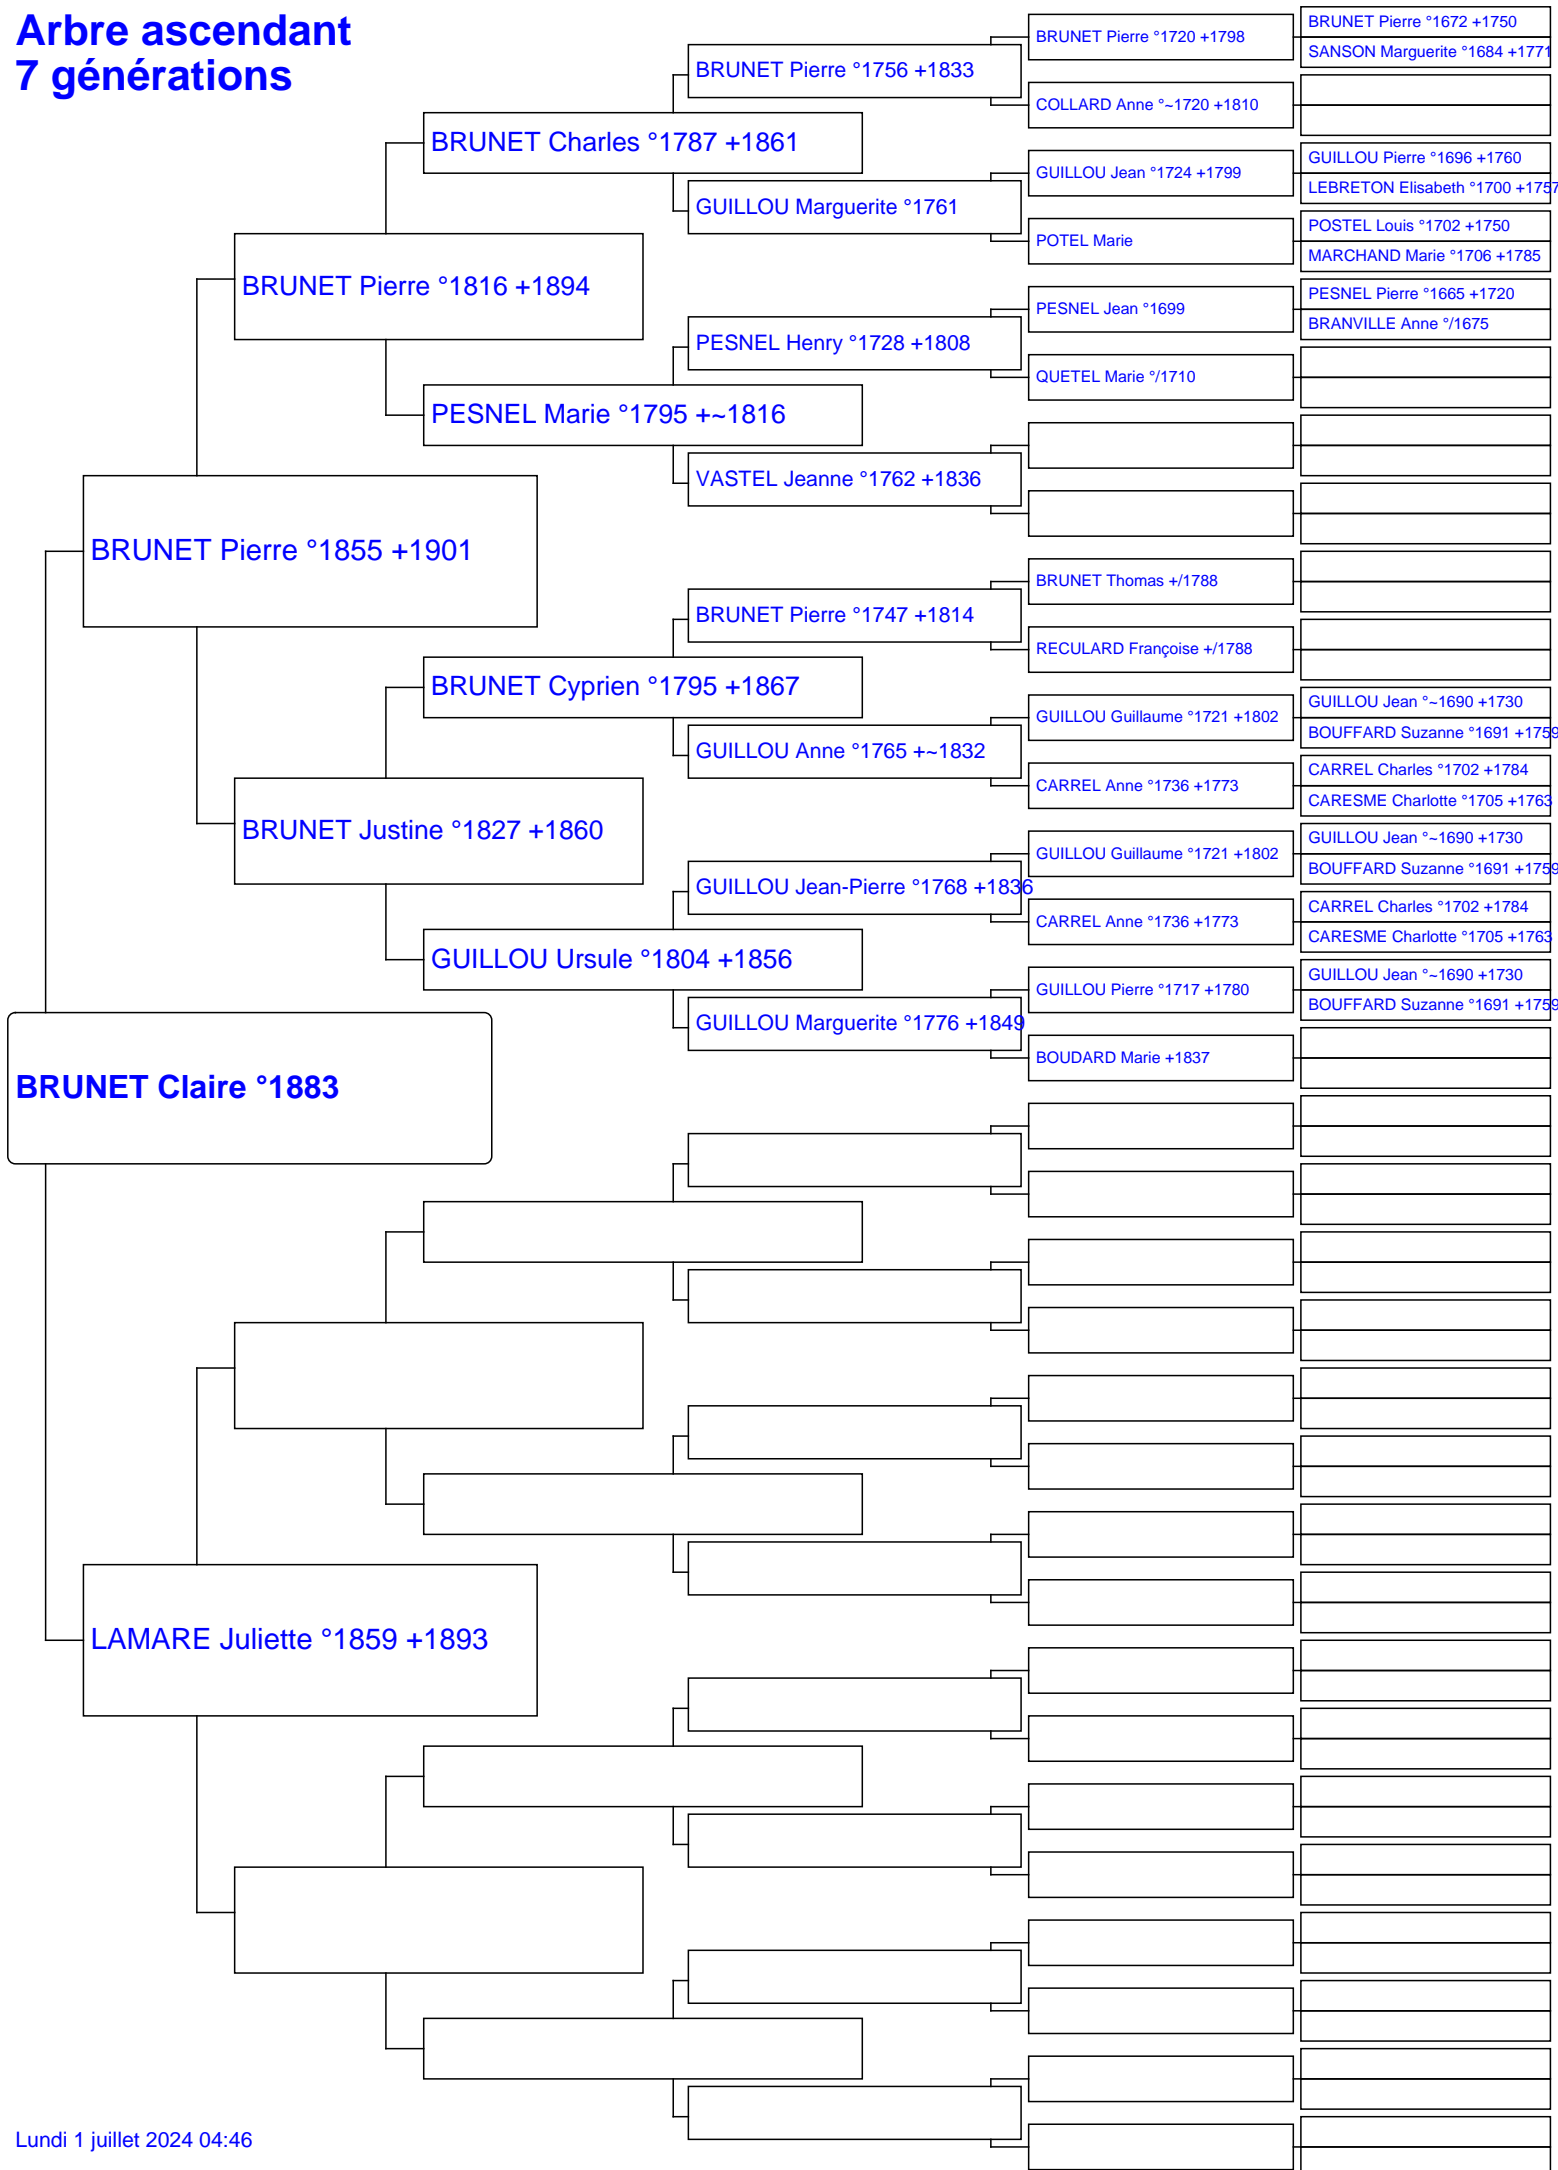 Arbre ascendant
7 générations
BRUNET Pierre °1672 +1750
BRUNET Pierre °1720 +1798
SANSON Marguerite °1684 +1771
BRUNET Pierre °1756 +1833
COLLARD Anne °~1720 +1810
BRUNET Charles °1787 +1861
GUILLOU Pierre °1696 +1760
GUILLOU Jean °1724 +1799
LEBRETON Elisabeth °1700 +1757
GUILLOU Marguerite °1761
POSTEL Louis °1702 +1750
POTEL Marie
MARCHAND Marie °1706 +1785
BRUNET Pierre °1816 +1894
PESNEL Pierre °1665 +1720
PESNEL Jean °1699
BRANVILLE Anne °/1675
PESNEL Henry °1728 +1808
QUETEL Marie °/1710
PESNEL Marie °1795 +~1816
VASTEL Jeanne °1762 +1836
BRUNET Pierre °1855 +1901
BRUNET Thomas +/1788
BRUNET Pierre °1747 +1814
RECULARD Françoise +/1788
BRUNET Cyprien °1795 +1867
GUILLOU Jean °~1690 +1730
GUILLOU Guillaume °1721 +1802
BOUFFARD Suzanne °1691 +1759
GUILLOU Anne °1765 +~1832
CARREL Charles °1702 +1784
CARREL Anne °1736 +1773
CARESME Charlotte °1705 +1763
BRUNET Justine °1827 +1860
GUILLOU Jean °~1690 +1730
GUILLOU Guillaume °1721 +1802
BOUFFARD Suzanne °1691 +1759
GUILLOU Jean-Pierre °1768 +1836
CARREL Charles °1702 +1784
CARREL Anne °1736 +1773
CARESME Charlotte °1705 +1763
GUILLOU Ursule °1804 +1856
GUILLOU Jean °~1690 +1730
GUILLOU Pierre °1717 +1780
BOUFFARD Suzanne °1691 +1759
GUILLOU Marguerite °1776 +1849
BOUDARD Marie +1837
BRUNET Claire °1883
LAMARE Juliette °1859 +1893
Lundi 1 juillet 2024 04:46